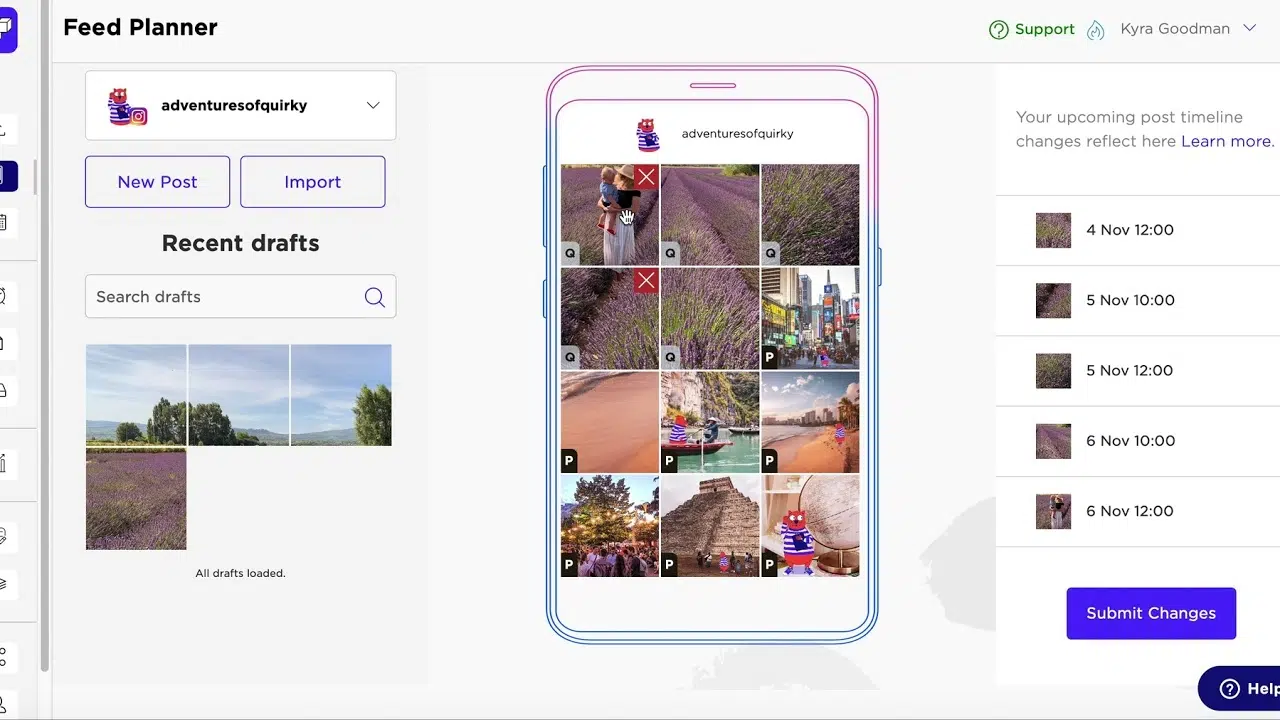 Feed Planner
Support
Kyra Goodman
adventuresofquirky
New Post
Import
Recent drafts
Search drafts
All drafts loaded.
adventuresofquirky
Q
Q
Q
Q
Q
P
P
P
P
P
P
P
Your upcoming post timeline
changes reflect here Learn more.
4 Nov 12:00
5 Nov 10:00
5 Nov 12:00
6 Nov 10:00
6 Nov 12:00
Submit Changes
Help